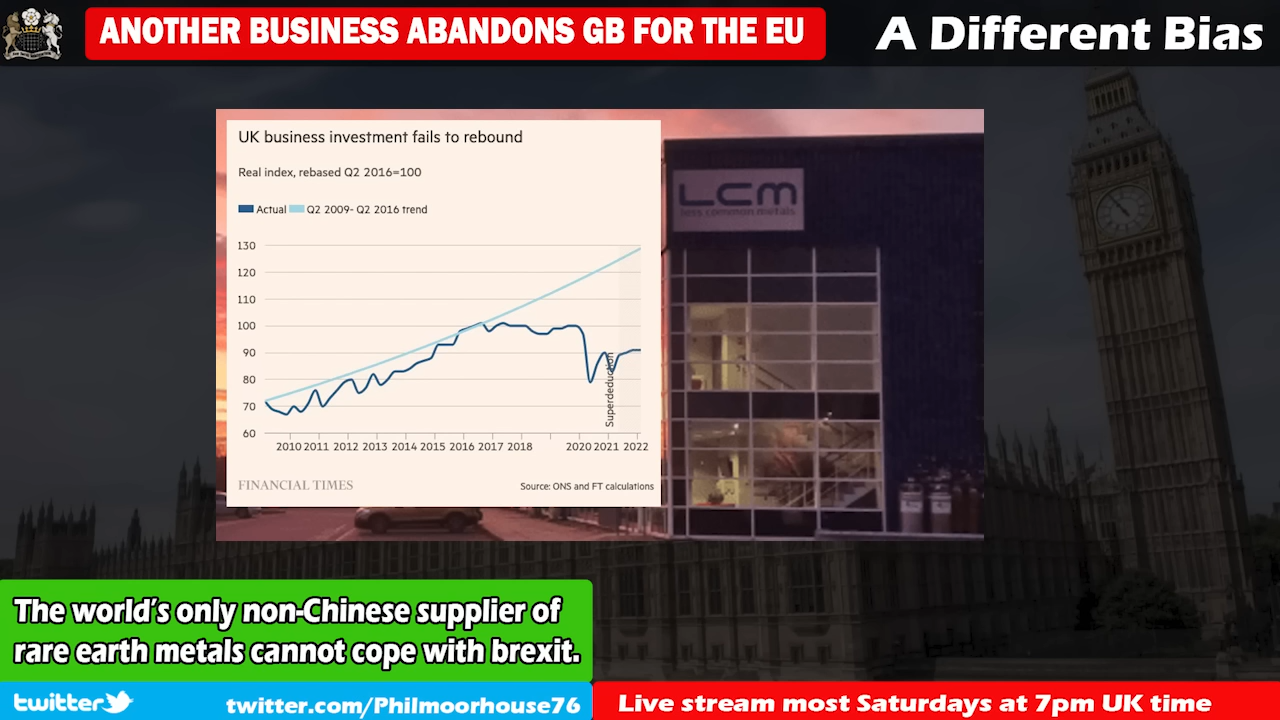 ANOTHER BUSINESS ABANDONS GB FOR THE EU
A Different Bias
UK business investment fails to rebound
Real index, rebased Q2 2016=100
Actual
Q2 2009- Q2 2016 trend
130
120
110
100
90
80
70
60
Superdeduction
2010 2011 2012 2013 2014 2015 2016 2017 2018 2020 2021 2022
FINANCIAL TIMES
Source: ONS and FT calculations
LCM
less common metals
The world's only non-Chinese supplier of
rare earth metals cannot cope with brexit.
twitter
twitter.com/Philmoorhouse76
Live stream most Saturdays at 7pm UK time